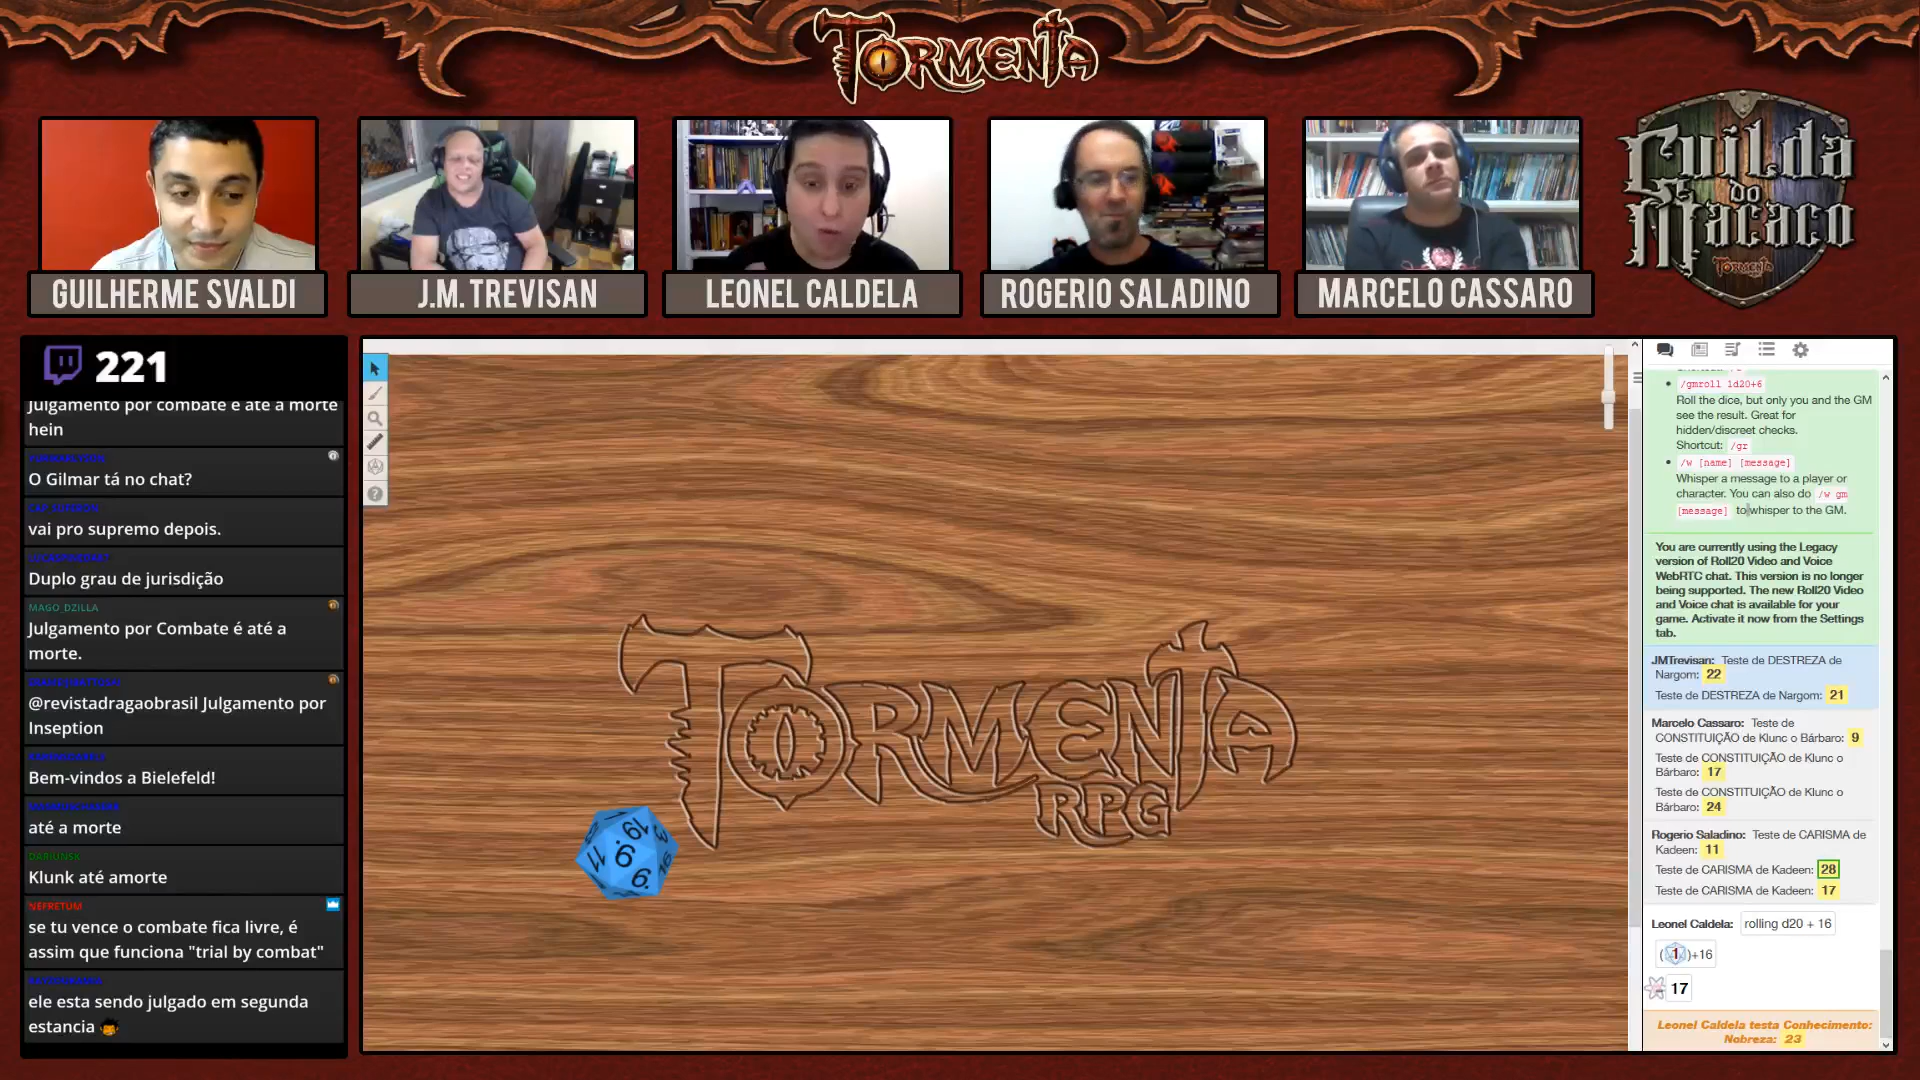 TORMENTA
GUILHERME SVALDI
J.M. TREVISAN
LEONEL CALDELA
ROGERIO SALADINO
MARCELO CASSARO
Guilda
do
Macaco
TORMENTA
221
Julgamento por combate é até a morte
hein
O Gilmar tá no chat?
vai pro supremo depois.
Duplo grau de jurisdição
MAGO_DZILLA
Julgamento por Combate é até a
morte.
@revistadragaobrasil Julgamento por
Inseption
Bem-vindos a Bielefeld!
até a morte
DARIUNSK
Klunk até amorte
NEFRETUM
se tu vence o combate fica livre, é
assim que funciona "trial by combat"
ele esta sendo julgado em segunda
estancia
TORMENTA
RPG
19
3
11
9.
16
9.
/gmroll 1d20+6
Roll the dice, but only you and the GM
see the result. Great for
hidden/discreet checks.
Shortcut: /gr
/w [name] [message]
Whisper a message to a player or
character. You can also do /w gm
[message] to whisper to the GM.
You are currently using the Legacy
version of Roll20 Video and Voice
WebRTC chat. This version is no longer
being supported. The new Roll20 Video
and Voice chat is available for your
game. Activate it now from the Settings
tab.
JMTrevisan: Teste de DESTREZA de
Nargom: 22
Teste de DESTREZA de Nargom: 21
Marcelo Cassaro: Teste de
CONSTITUIÇÃO de Klunc o Bárbaro: 9
Teste de CONSTITUIÇÃO de Klunc o
Bárbaro: 17
Teste de CONSTITUIÇÃO de Klunc o
Bárbaro: 24
Rogerio Saladino: Teste de CARISMA de
Kadeen: 11
Teste de CARISMA de Kadeen: 28
Teste de CARISMA de Kadeen: 17
Leonel Caldela: rolling d20 + 16
(1)+16
17
Leonel Caldela testa Conhecimento:
Nobreza: 23